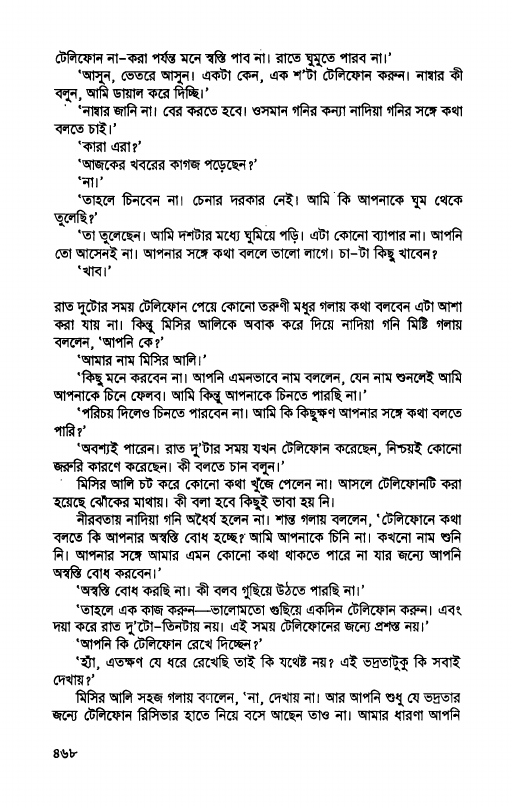 টেলিফোন না-করা পর্যন্ত মনে স্বস্তি পাব না। রাতে ঘুমুতে পারব না।’
‘আসুন, ভেতরে আসুন। একটা কেন, এক শ’টা টেলিফোন করুন। নাম্বার কী
বলুন, আমি ডায়াল করে দিচ্ছি।’
‘নাম্বার জানি না। বের করতে হবে। ওসমান গনির কন্যা নাদিয়া গনির সঙ্গে কথা
বলতে চাই।’
‘কারা এরা?’
‘আজকের খবরের কাগজ পড়েছেন?’
‘না।’
‘তাহলে চিনবেন না। চেনার দরকার নেই। আমি কি আপনাকে ঘুম থেকে
তুলেছি?’
‘তা তুলেছেন। আমি দশটার মধ্যে ঘুমিয়ে পড়ি। এটা কোনো ব্যাপার না। আপনি
তো আসেনই না। আপনার সঙ্গে কথা বললে ভালো লাগে। চা-টা কিছু খাবেন?
‘খাব।’
রাত দুটোর সময় টেলিফোন পেয়ে কোনো তরুণী মধুর গলায় কথা বলবেন এটা আশা
করা যায় না। কিন্তু মিসির আলিকে অবাক করে দিয়ে নাদিয়া গনি মিষ্টি গলায়
বললেন, ‘আপনি কে?’
‘আমার নাম মিসির আলি।’
‘কিছু মনে করবেন না। আপনি এমনভাবে নাম বললেন, যেন নাম শুনলেই আমি
আপনাকে চিনে ফেলব। আমি কিন্তু আপনাকে চিনতে পারছি না।’
‘পরিচয় দিলেও চিনতে পারবেন না। আমি কি কিছুক্ষণ আপনার সঙ্গে কথা বলতে
পারি?’
‘অবশ্যই পারেন। রাত দু’টার সময় যখন টেলিফোন করেছেন, নিশ্চয়ই কোনো
জরুরি কারণে করেছেন। কী বলতে চান বলুন।’
মিসির আলি চট করে কোনো কথা খুঁজে পেলেন না। আসলে টেলিফোনটি করা
হয়েছে ঝোঁকের মাথায়। কী বলা হবে কিছুই ভাবা হয় নি।
নীরবতায় নাদিয়া গনি অধৈর্য হলেন না। শান্ত গলায় বললেন, ‘টেলিফোনে কথা
বলতে কি আপনার অস্বস্তি বোধ হচ্ছে? আমি আপনাকে চিনি না। কখনো নাম শুনি
নি। আপনার সঙ্গে আমার এমন কোনো কথা থাকতে পারে না যার জন্যে আপনি
অস্বস্তি বোধ করবেন।’
‘অস্বস্তি বোধ করছি না। কী বলব গুছিয়ে উঠতে পারছি না।’
‘তাহলে এক কাজ করুন—ভালোমতো গুছিয়ে একদিন টেলিফোন করুন। এবং
দয়া করে রাত দু’টো-তিনটায় নয়। এই সময় টেলিফোনের জন্যে প্রশস্ত নয়।’
‘আপনি কি টেলিফোন রেখে দিচ্ছেন?’
‘হ্যাঁ, এতক্ষণ যে ধরে রেখেছি তাই কি যথেষ্ট নয়? এই ভদ্রতাটুকু কি সবাই
দেখায়?’
মিসির আলি সহজ গলায় বললেন, ‘না, দেখায় না। আর আপনি শুধু যে ভদ্রতার
জন্যে টেলিফোন রিসিভার হাতে নিয়ে বসে আছেন তাও না। আমার ধারণা আপনি
৪৬৮